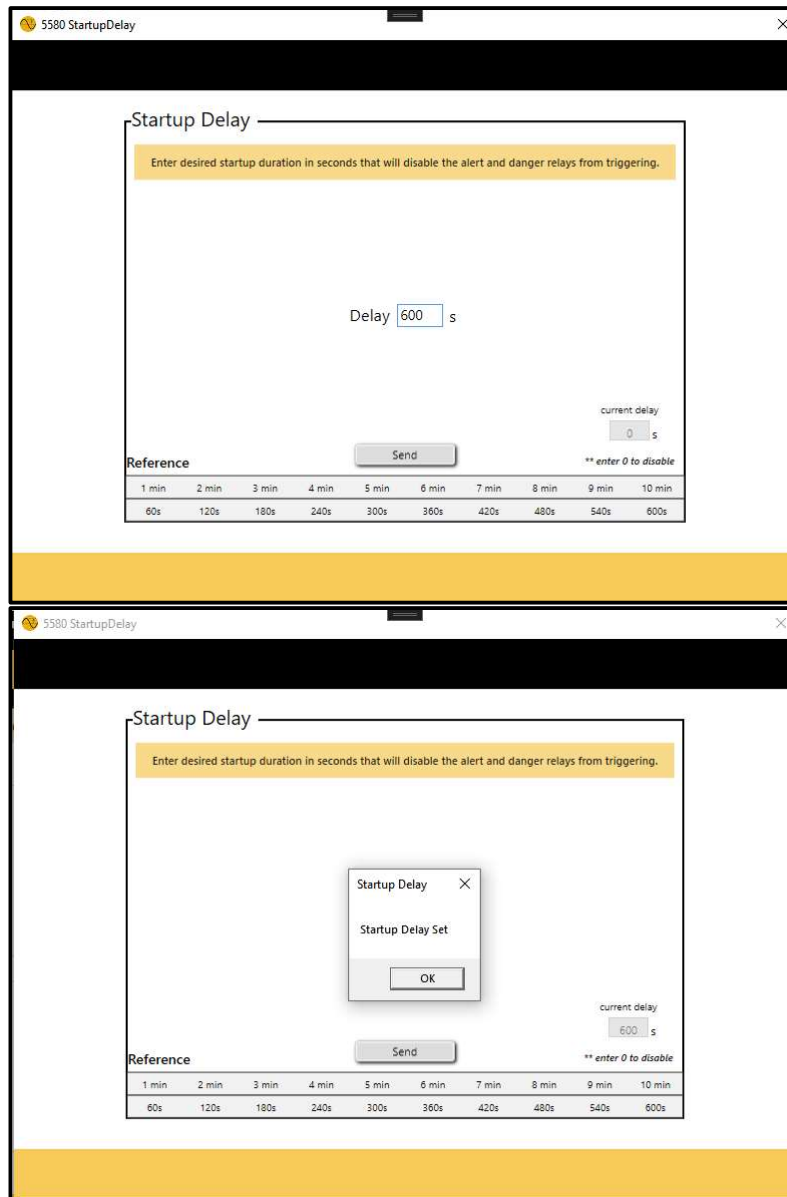 5580 StartupDelay
Startup Delay
Enter desired startup duration in seconds that will disable the alert and danger relays from triggering.
Delay 600 s
current delay
0 s
Send
Reference
** enter 0 to disable
1 min 2 min 3 min 4 min 5 min 6 min 7 min 8 min 9 min 10 min
60s 120s 180s 240s 300s 360s 420s 480s 540s 600s
5580 StartupDelay
Startup Delay
Enter desired startup duration in seconds that will disable the alert and danger relays from triggering.
Startup Delay
Startup Delay Set
OK
current delay
600 s
Send
Reference
** enter 0 to disable
1 min 2 min 3 min 4 min 5 min 6 min 7 min 8 min 9 min 10 min
60s 120s 180s 240s 300s 360s 420s 480s 540s 600s